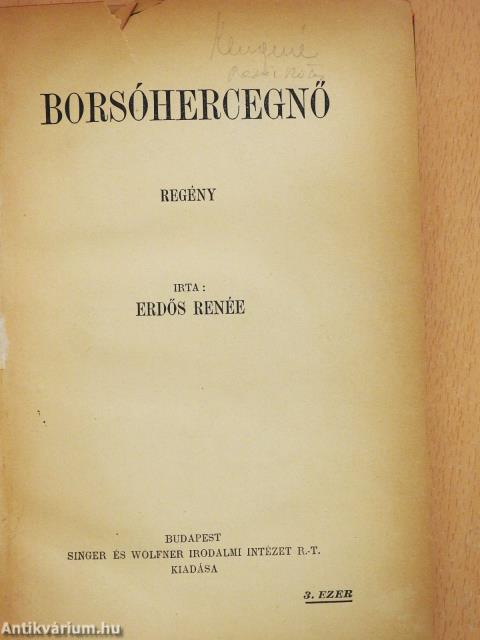 BORSÓHERCEGNŐ
REGÉNY
IRTA :
ERDŐS RENÉE
BUDAPEST
SINGER ÉS WOLFNER IRODALMI INTÉZET R.-T.
KIADÁSA
3. EZER
Antikvárium.hu